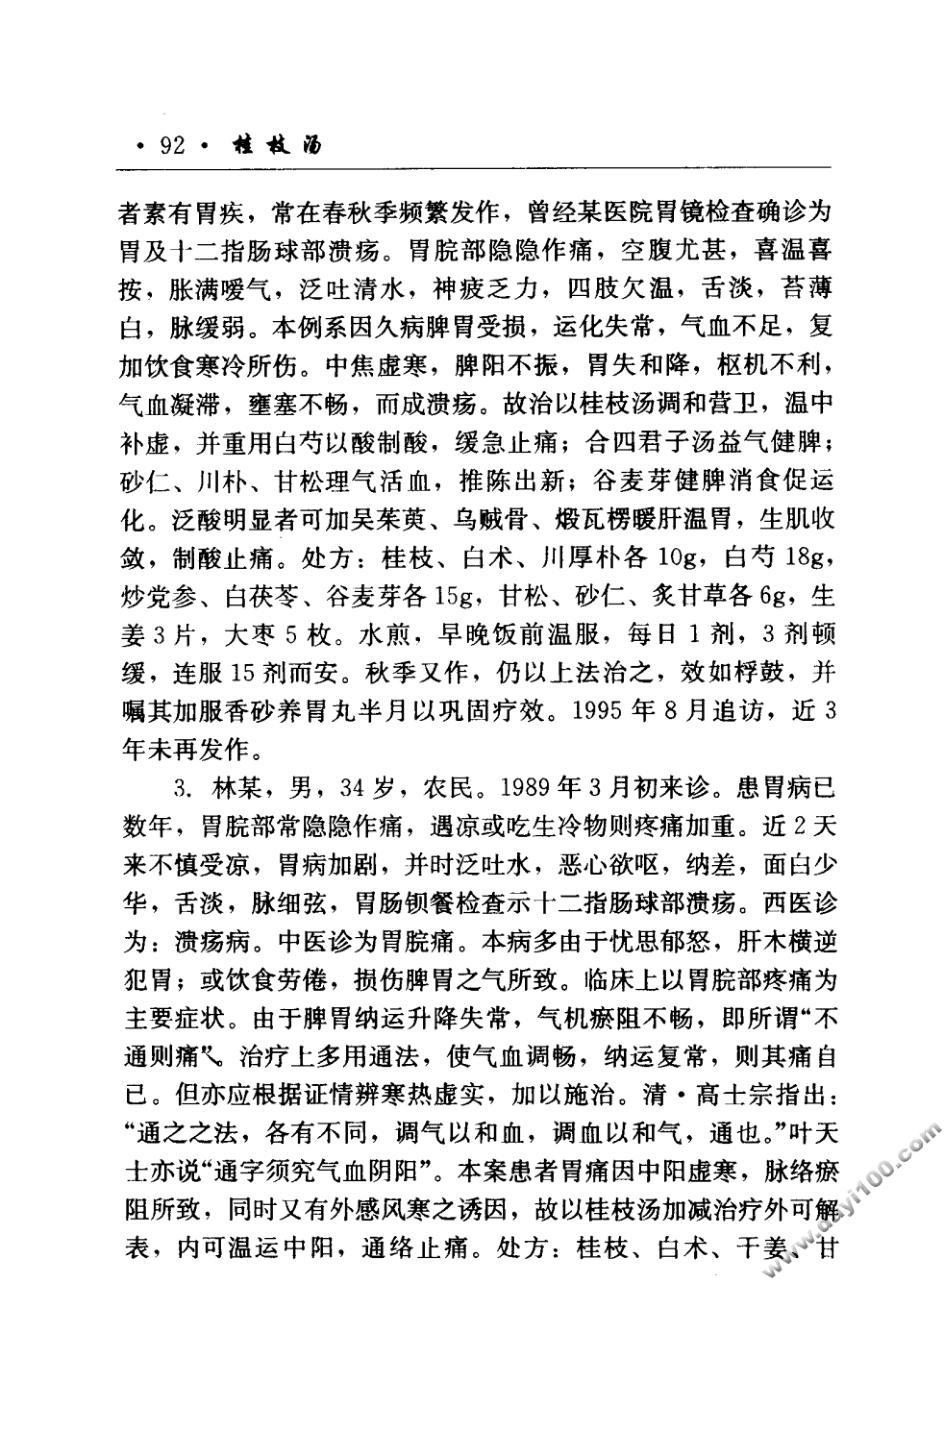 · 92 · 桂枝汤
者素有胃疾，常在春秋季频繁发作，曾经某医院胃镜检查确诊为
胃及十二指肠球部溃疡。胃脘部隐隐作痛，空腹尤甚，喜温喜
按，胀满嗳气，泛吐清水，神疲乏力，四肢欠温，舌淡，苔薄
白，脉缓弱。本例系因久病脾胃受损，运化失常，气血不足，复
加饮食寒冷所伤。中焦虚寒，脾阳不振，胃失和降，枢机不利，
气血凝滞，壅塞不畅，而成溃疡。故治以桂枝汤调和营卫，温中
补虚，并重用白芍以酸制酸，缓急止痛；合四君子汤益气健脾；
砂仁、川朴、甘松理气活血，推陈出新；谷麦芽健脾消食促运
化。泛酸明显者可加吴茱萸、乌贼骨、煅瓦楞暖肝温胃，生肌收
敛，制酸止痛。处方：桂枝、白术、川厚朴各 10g，白芍 18g，
炒党参、白茯苓、谷麦芽各 15g，甘松、砂仁、炙甘草各 6g，生
姜 3 片，大枣 5 枚。水煎，早晚饭前温服，每日 1 剂，3 剂顿
缓，连服 15 剂而安。秋季又作，仍以上法治之，效如桴鼓，并
嘱其加服香砂养胃丸半月以巩固疗效。1995 年 8 月追访，近 3
年未再发作。
3. 林某，男，34 岁，农民。1989 年 3 月初来诊。患胃病已
数年，胃脘部常隐隐作痛，遇凉或吃生冷物则疼痛加重。近 2 天
来不慎受凉，胃病加剧，并时泛吐水，恶心欲呕，纳差，面白少
华，舌淡，脉细弦，胃肠钡餐检查示十二指肠球部溃疡。西医诊
为：溃疡病。中医诊为胃脘痛。本病多由于忧思郁怒，肝木横逆
犯胃；或饮食劳倦，损伤脾胃之气所致。临床上以胃脘部疼痛为
主要症状。由于脾胃纳运升降失常，气机瘀阻不畅，即所谓“不
通则痛”。治疗上多用通法，使气血调畅，纳运复常，则其痛自
已。但亦应根据证情辨寒热虚实，加以施治。清·高士宗指出：
“通之之法，各有不同，调气以和血，调血以和气，通也。”叶天
士亦说“通字须究气血阴阳”。本案患者胃痛因中阳虚寒，脉络瘀
阻所致，同时又有外感风寒之诱因，故以桂枝汤加减治疗外可解
表，内可温运中阳，通络止痛。处方：桂枝、白术、干姜、甘
www.dayi100.com